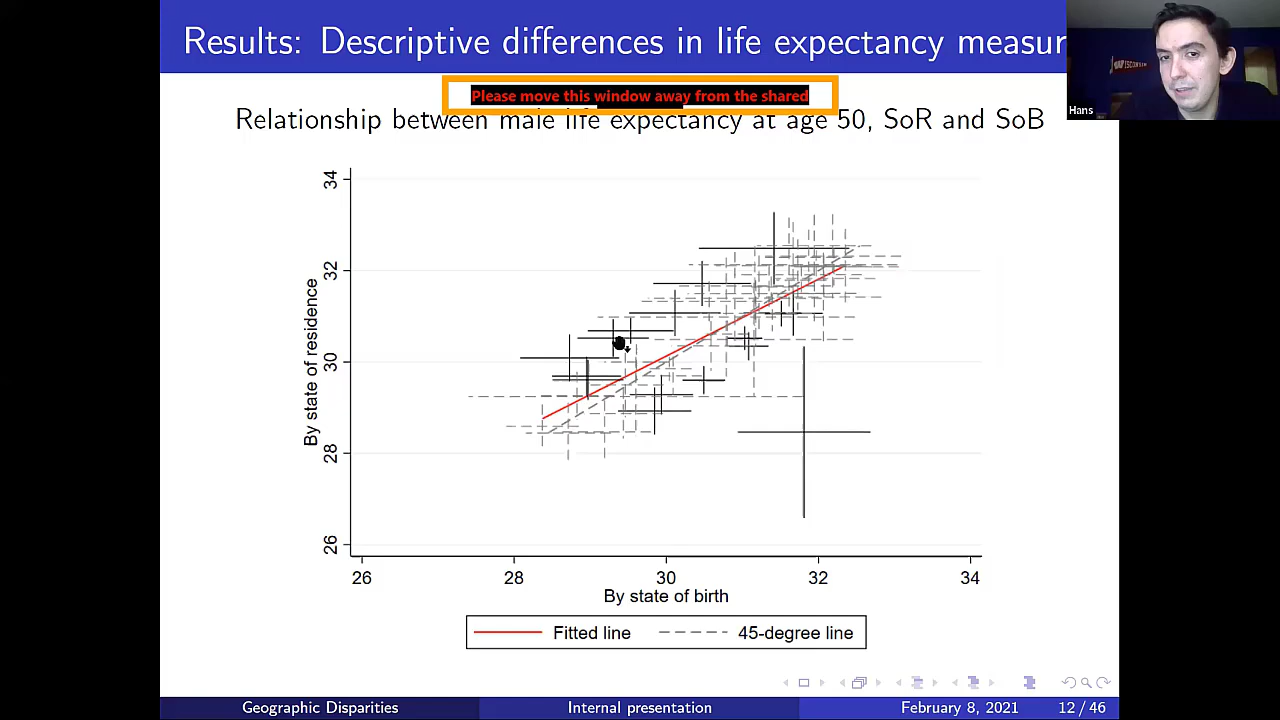 Results: Descriptive differences in life expectancy measur
WISCONSIN
Hans
Please move this window away from the shared
Relationship between male life expectancy at age 50, SoR and SoB
34
32
30
28
26
By state of residence
26 28 30 32 34
By state of birth
Fitted line 45-degree line
Geographic Disparities Internal presentation February 8, 2021 12 / 46